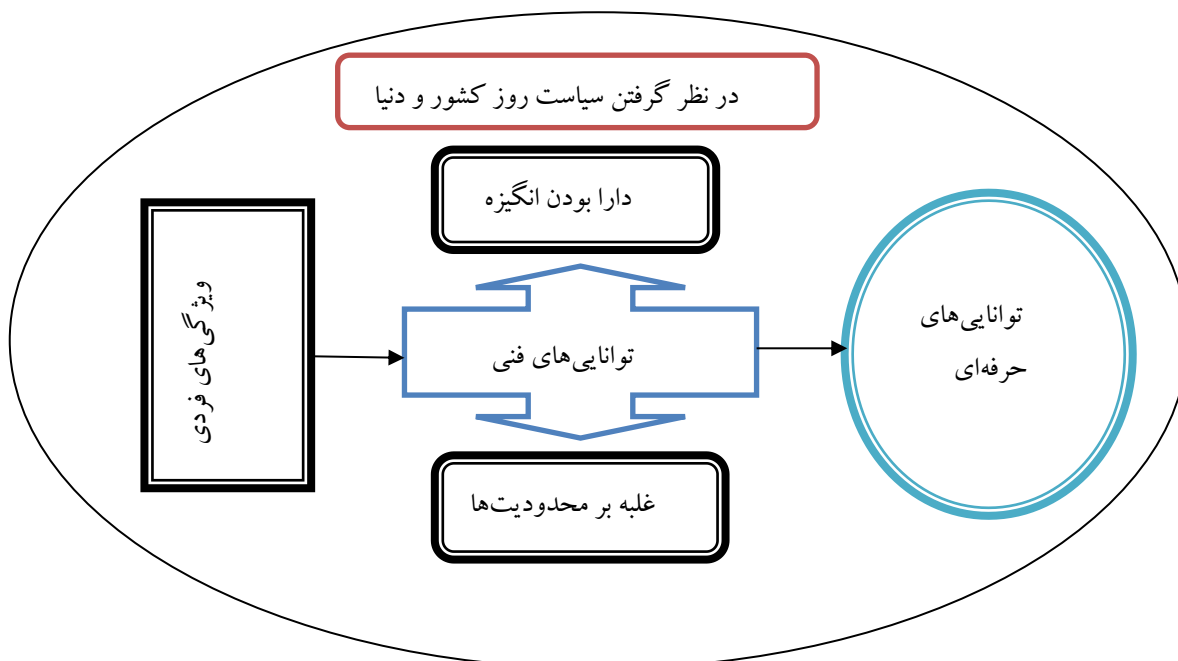 در نظر گرفتن سیاست روز کشور و دنیا
دارا بودن انگیزه
ویژگی‌های فردی
توانایی‌های فنی
توانایی‌های
حرفه‌ای
غلبه بر محدودیت‌ها